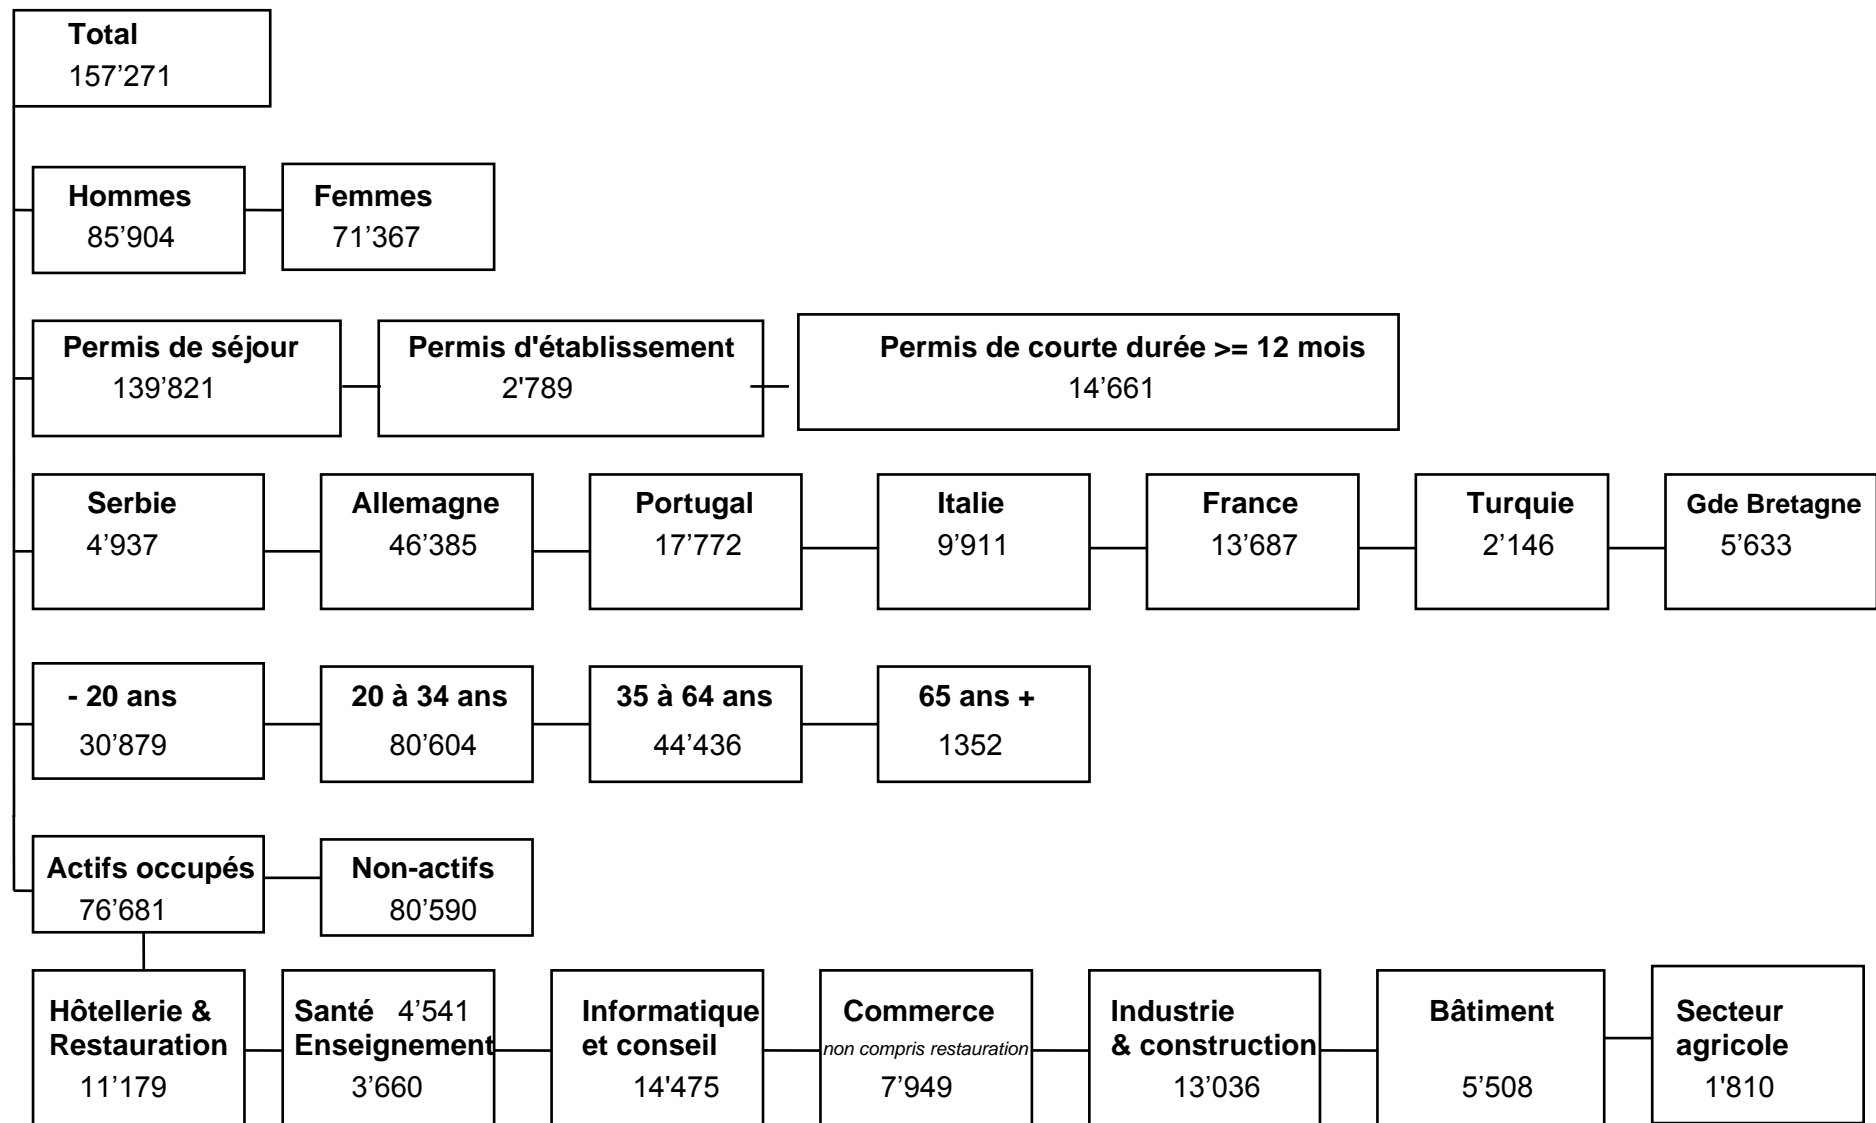 Total
157’271
Hommes
85’904
Femmes
71’367
Permis de séjour
139’821
Permis d'établissement
2'789
Permis de courte durée >= 12 mois
14’661
Serbie
4’937
Allemagne
46’385
Portugal
17’772
Italie
9’911
France
13’687
Turquie
2’146
Gde Bretagne
5’633
- 20 ans
30’879
20 à 34 ans
80’604
35 à 64 ans
44’436
65 ans +
1352
Actifs occupés
76’681
Non-actifs
80’590
Hôtellerie &
Restauration
11’179
Santé 4’541
Enseignement
3’660
Informatique
et conseil
14'475
Commerce
non compris restauration
7’949
Industrie
& construction
13’036
Bâtiment
5’508
Secteur
agricole
1'810